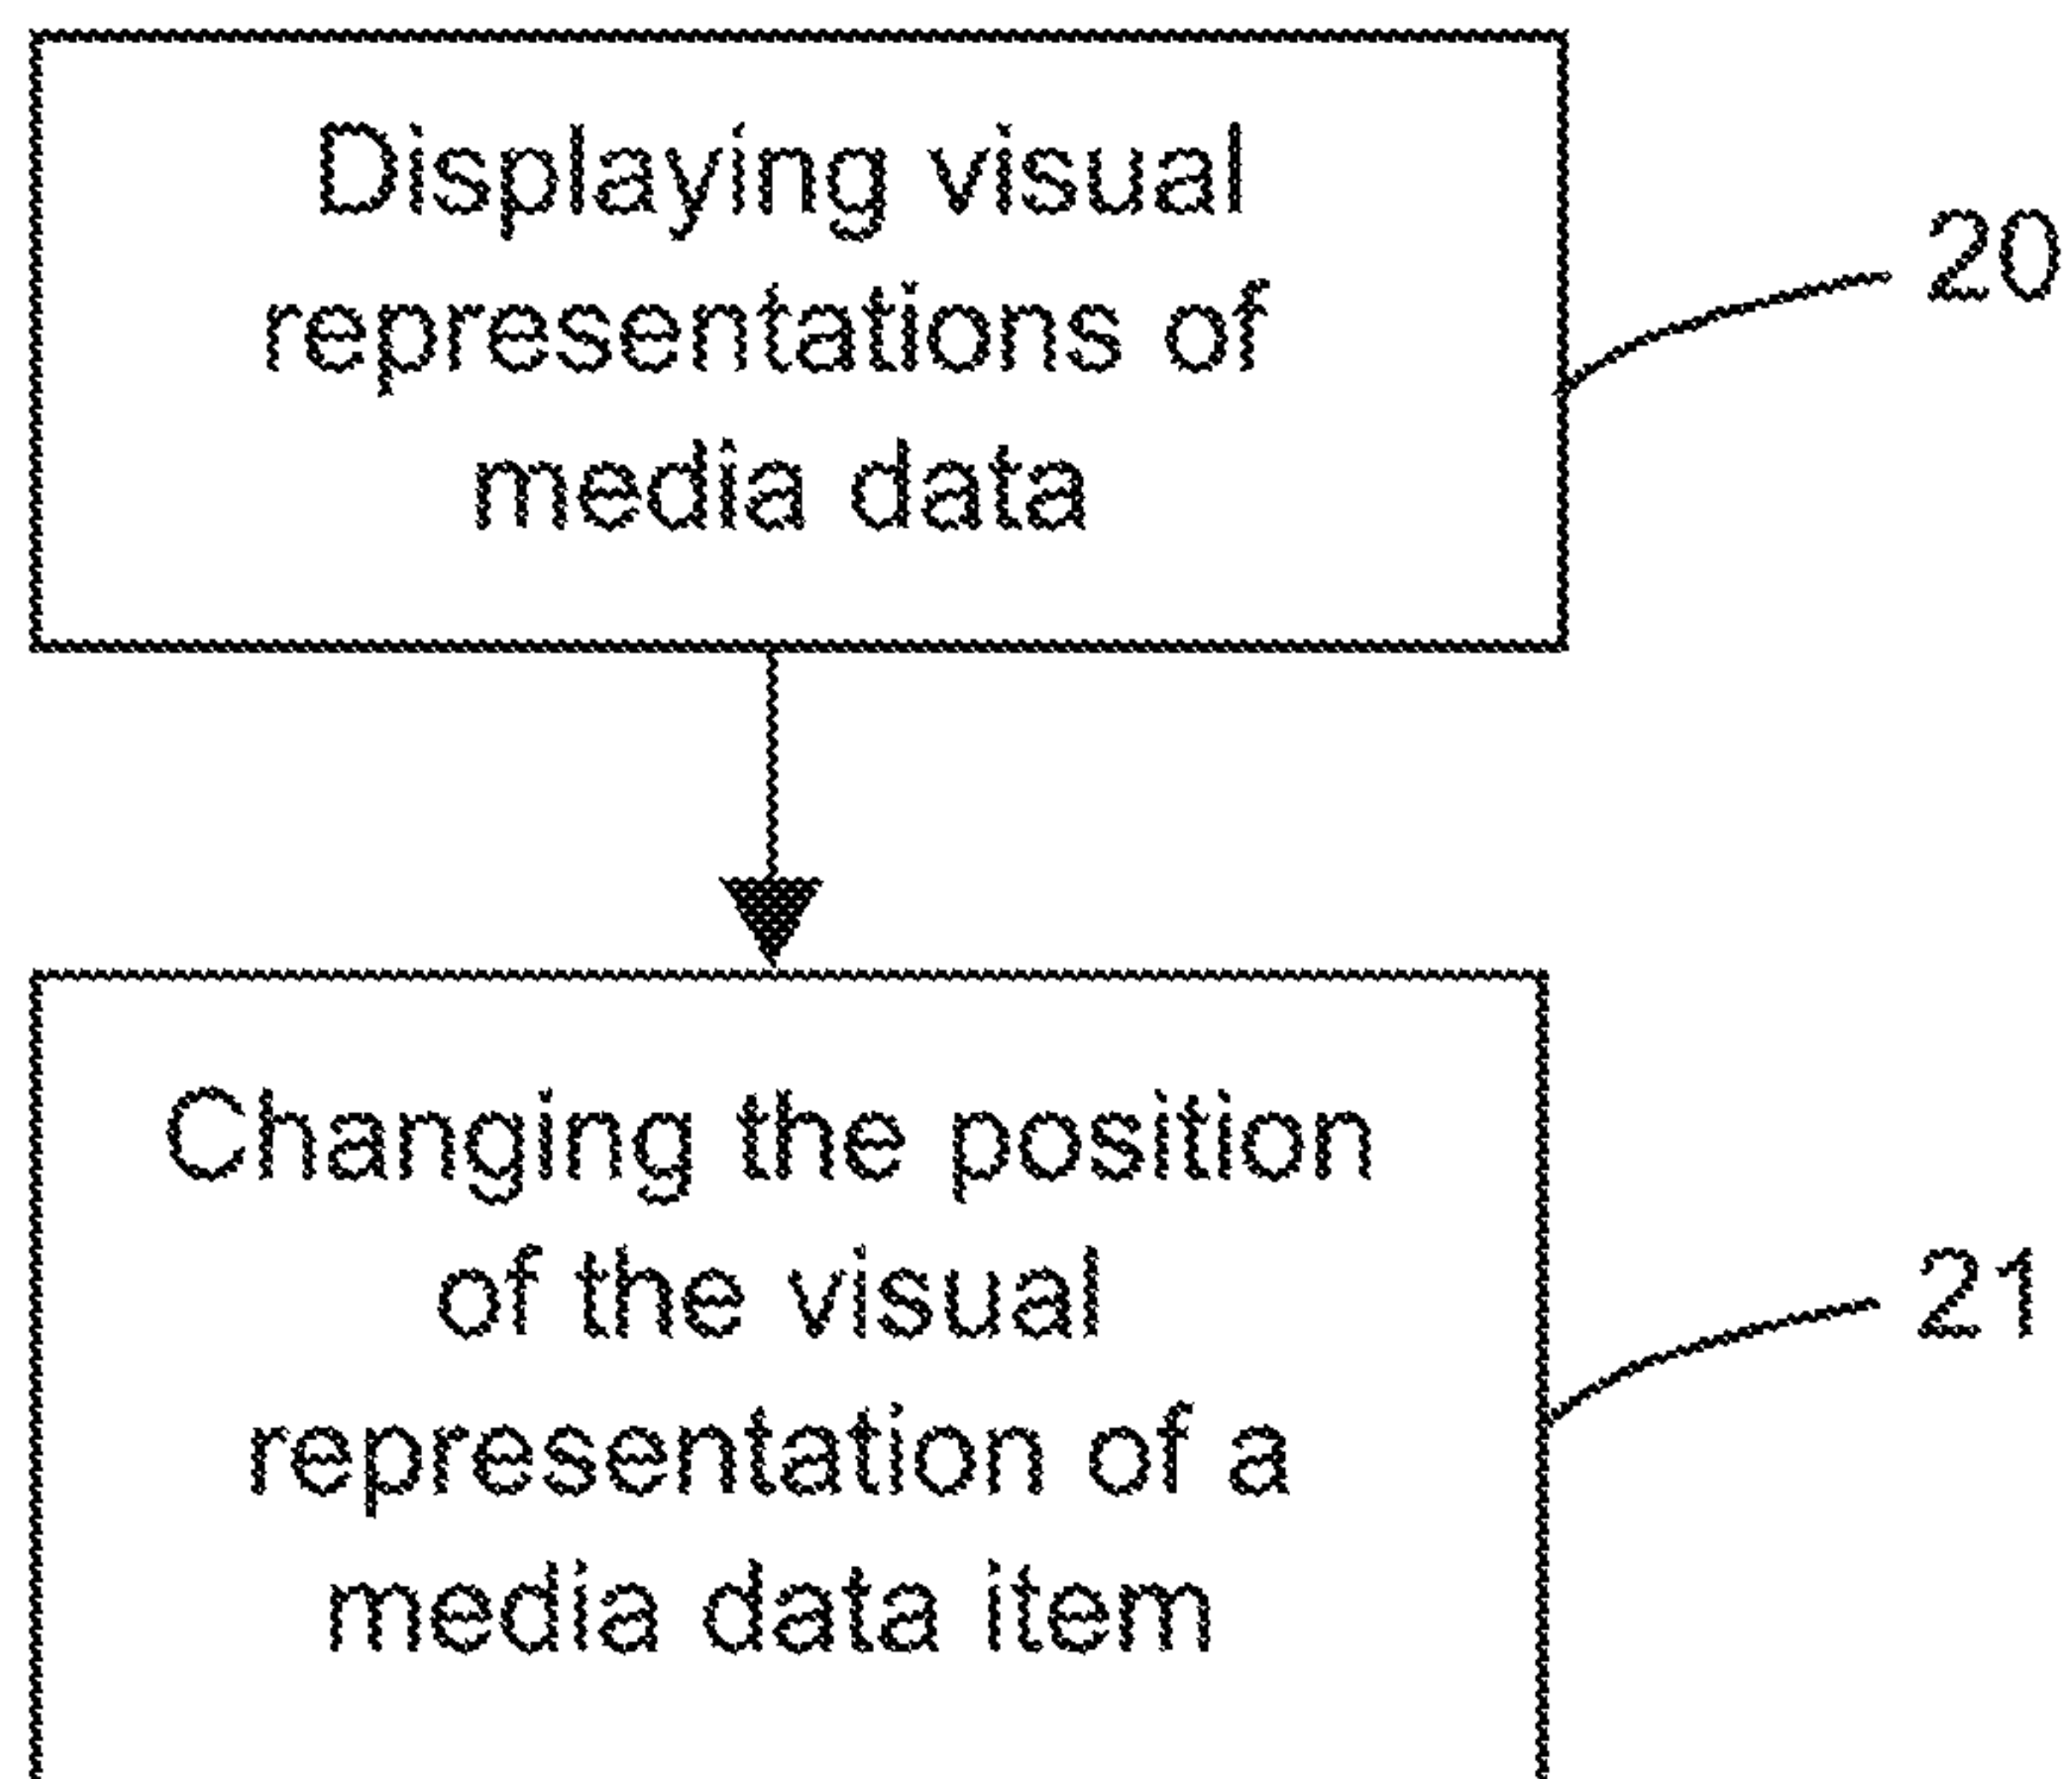 Displaying visual
representations of
media data
20
Changing the position
of the visual
representation of a
media data item
21